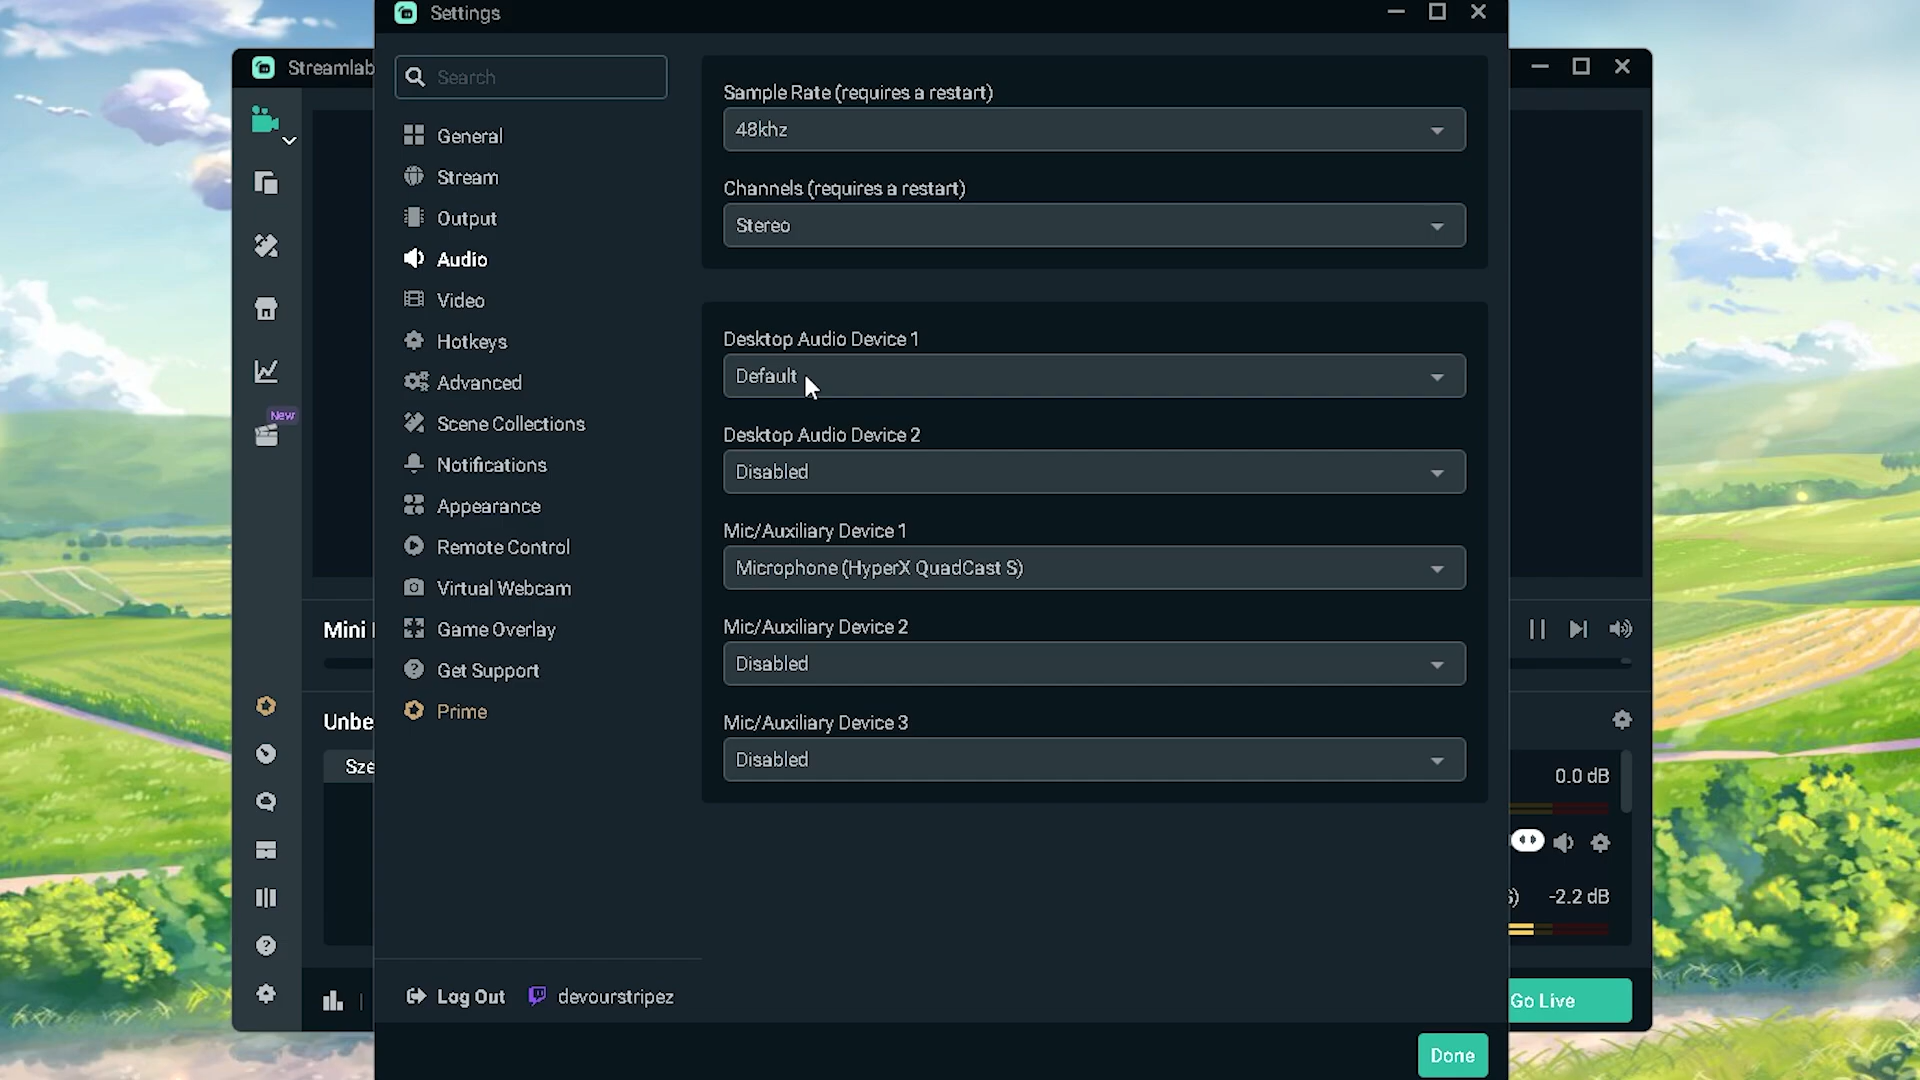 Settings
Streamlab
Search
General
Stream
Output
Audio
Video
Hotkeys
Advanced
Scene Collections
Notifications
Appearance
Remote Control
Virtual Webcam
Game Overlay
Get Support
Prime
Log Out
devourstripez
Sample Rate (requires a restart)
48khz
Channels (requires a restart)
Stereo
Desktop Audio Device 1
Default
Desktop Audio Device 2
Disabled
Mic/Auxiliary Device 1
Microphone (HyperX QuadCast S)
Mic/Auxiliary Device 2
Disabled
Mic/Auxiliary Device 3
Disabled
Done
New
Mini
Unbe
Sze
0.0 dB
-2.2 dB
Go Live